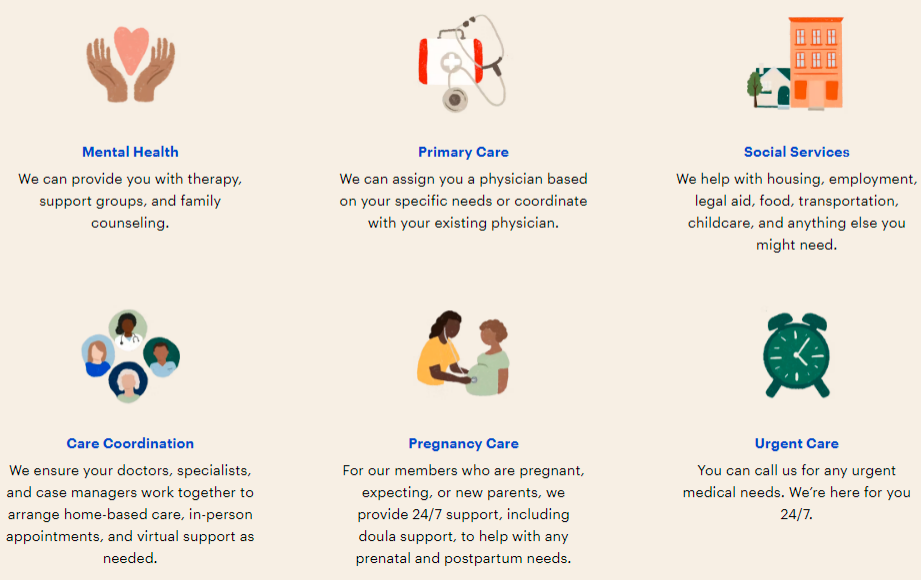 Mental Health
We can provide you with therapy,
support groups, and family
counseling.
Primary Care
We can assign you a physician based
on your specific needs or coordinate
with your existing physician.
Social Services
We help with housing, employment,
legal aid, food, transportation,
childcare, and anything else you
might need.
Care Coordination
We ensure your doctors, specialists,
and case managers work together to
arrange home-based care, in-person
appointments, and virtual support as
needed.
Pregnancy Care
For our members who are pregnant,
expecting, or new parents, we
provide 24/7 support, including
doula support, to help with any
prenatal and postpartum needs.
Urgent Care
You can call us for any urgent
medical needs. We’re here for you
24/7.